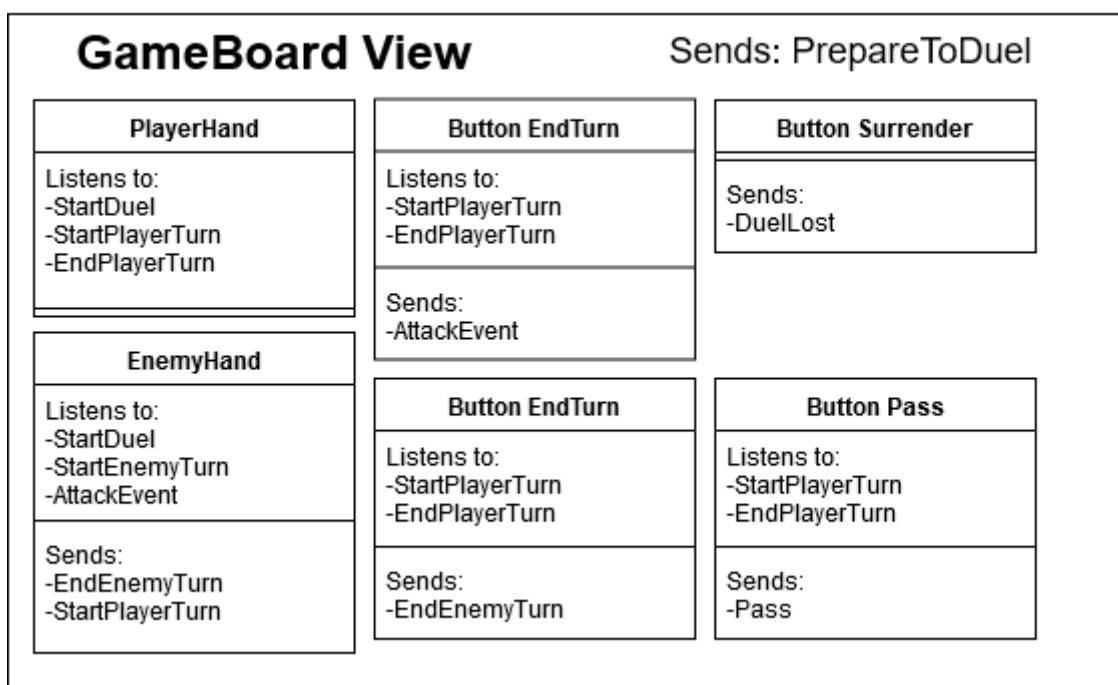 GameBoard View
Sends: PrepareToDuel
PlayerHand
Listens to:
-StartDuel
-StartPlayerTurn
-EndPlayerTurn
EnemyHand
Listens to:
-StartDuel
-StartEnemyTurn
-AttackEvent
Sends:
-EndEnemyTurn
-StartPlayerTurn
Button EndTurn
Listens to:
-StartPlayerTurn
-EndPlayerTurn
Sends:
-AttackEvent
Button EndTurn
Listens to:
-StartPlayerTurn
-EndPlayerTurn
Sends:
-EndEnemyTurn
Button Surrender
Sends:
-DuelLost
Button Pass
Listens to:
-StartPlayerTurn
-EndPlayerTurn
Sends:
-Pass